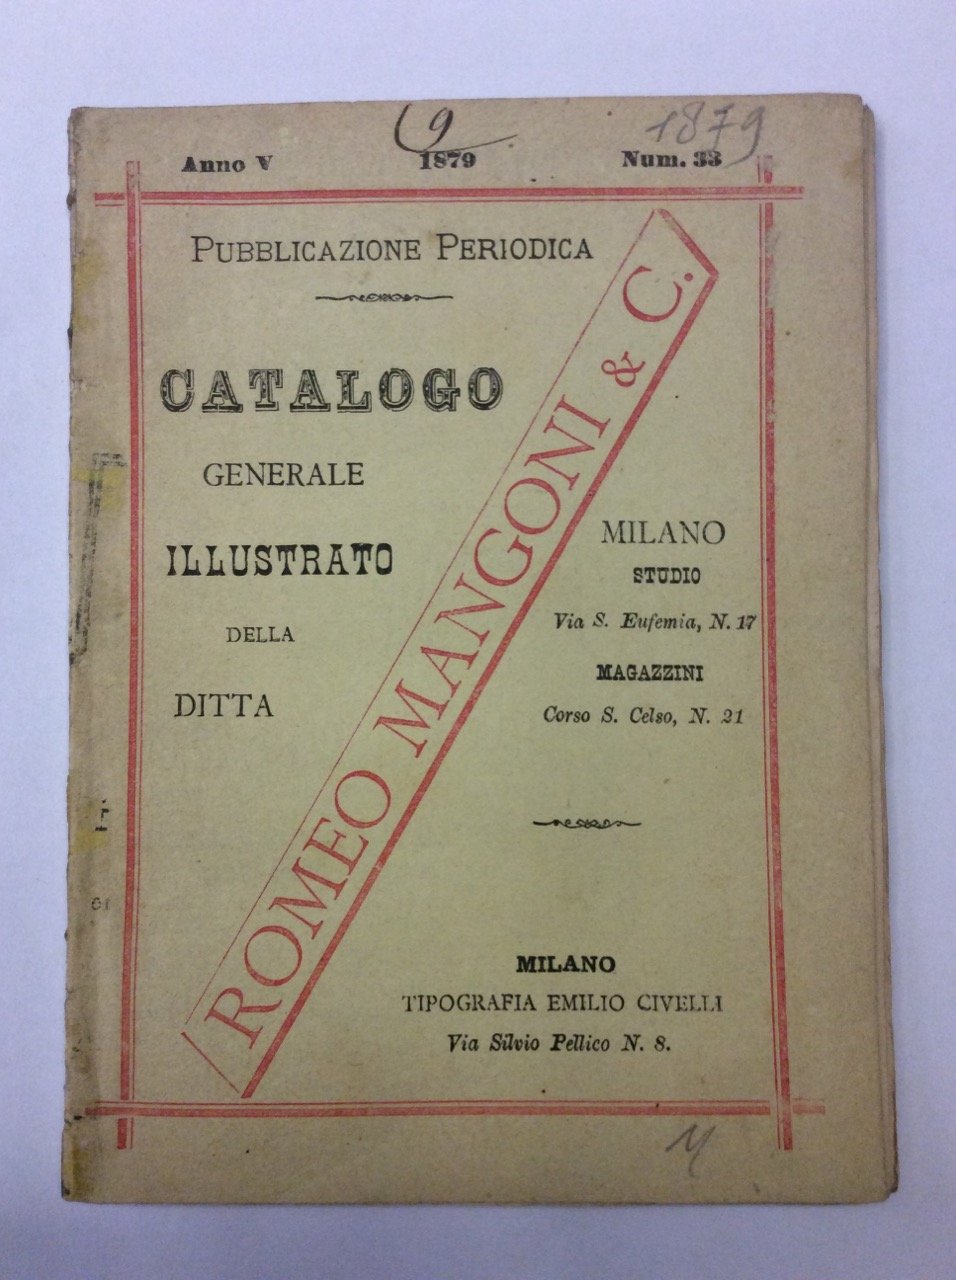 9
1879
Anno V 1879 Num. 33
PUBBLICAZIONE PERIODICA
CATALOGO
GENERALE
ILLUSTRATO
DELLA
DITTA
ROMEO MANGONI & C.
MILANO
STUDIO
Via S. Eufemia, N. 17
MAGAZZINI
Corso S. Celso, N. 21
MILANO
TIPOGRAFIA EMILIO CIVELLI
Via Silvio Pellico N. 8.